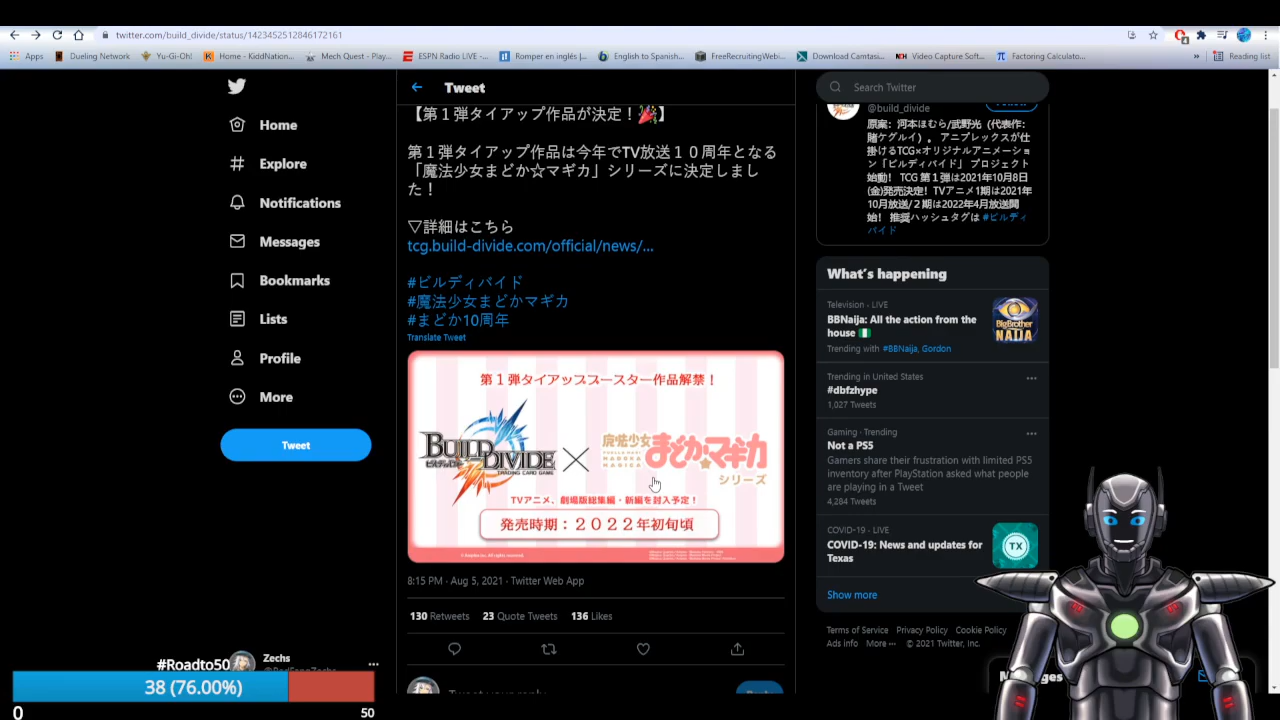 twitter.com/build_divide/status/1423452512846172161
Apps
Dueling Network
Yu-Gi-Oh!
Home - KiddNation...
Mech Quest - Play...
ESPN Radio LIVE -...
Romper en inglés |...
English to Spanish...
FreeRecruitingWebi...
Download Camtasi...
Video Capture Soft...
Factoring Calculato...
»
Reading list
Home
Explore
Notifications
Messages
Bookmarks
Lists
Profile
More
Tweet
Zechs
#Roadto50
38 (76.00%)
0
50
Tweet
【第１弾タイアップ作品が決定！🎉】
第１弾タイアップ作品は今年でTV放送１０周年となる
「魔法少女まどか☆マギカ」シリーズに決定しまし
た！
▽詳細はこちら
tcg.build-divide.com/official/news/...
#ビルディバイド
#魔法少女まどかマギカ
#まどか10周年
Translate Tweet
第１弾タイアップブースター作品解禁！
BUILD DIVIDE
ビルディバイド
TRADING CARD GAME
×
魔法少女
まどか☆マギカ
PUELLA MAGI
MADOKA
MAGICA
シリーズ
TVアニメ、劇場版総集編・新編を封入予定！
発売時期：２０２２年初旬頃
8:15 PM · Aug 5, 2021 · Twitter Web App
130 Retweets 23 Quote Tweets 136 Likes
Tweet your reply
Reply
Search Twitter
@build_divide
原案：河本ほむら/武野光（代表作：
賭ケグルイ）。アニプレックスが仕
掛けるTCG×オリジナルアニメーショ
ン「ビルディバイド」プロジェクト
始動！ TCG 第１弾は2021年10月8日
(金)発売決定！TVアニメ1期は2021年
10月放送/２期は2022年4月放送開
始！ 推奨ハッシュタグは #ビルディ
バイド
What's happening
Television · LIVE
BBNaija: All the action from the
house 🇳🇬
Trending with #BBNaija, Gordon
BigBrother
NAIJA
Trending in United States
#dbfzhype
1,027 Tweets
Gaming · Trending
Not a PS5
Gamers share their frustration with limited PS5
inventory after PlayStation asked what people
are playing in a Tweet
4,284 Tweets
COVID-19 · LIVE
COVID-19: News and updates for
Texas
TX
Show more
Terms of Service Privacy Policy Cookie Policy
Ads info More ··· © 2021 Twitter, Inc.